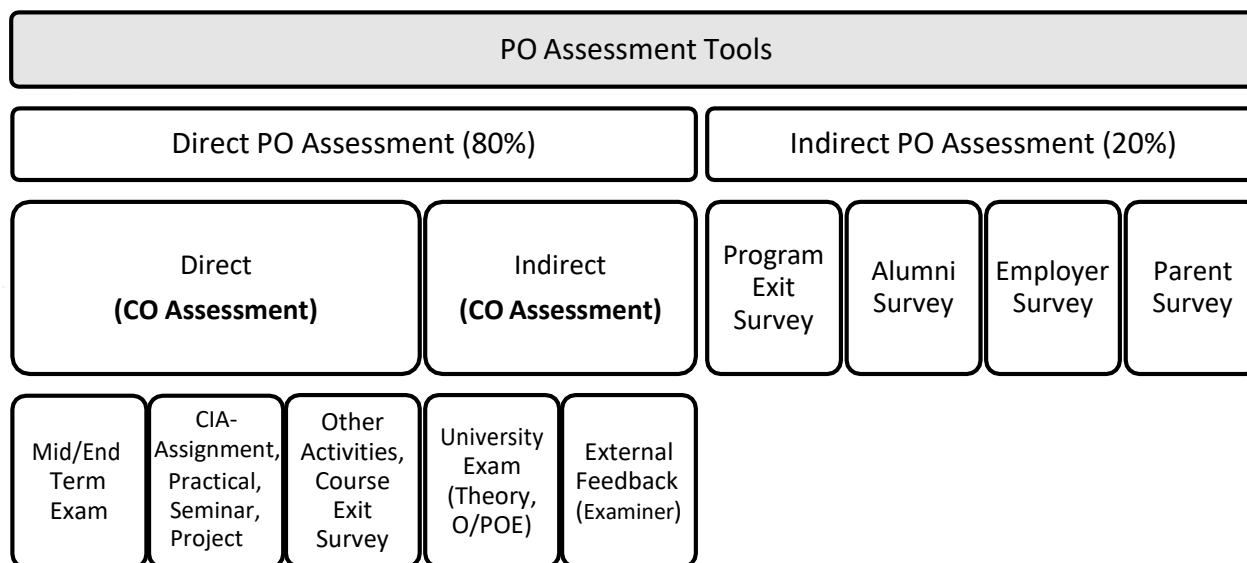 PO Assessment Tools
Direct PO Assessment (80%)
Indirect PO Assessment (20%)
Direct
(CO Assessment)
Indirect
(CO Assessment)
Program
Exit
Survey
Alumni
Survey
Employer
Survey
Parent
Survey
Mid/End
Term
Exam
CIA-
Assignment,
Practical,
Seminar,
Project
Other
Activities,
Course
Exit
Survey
University
Exam
(Theory,
O/POE)
External
Feedback
(Examiner)